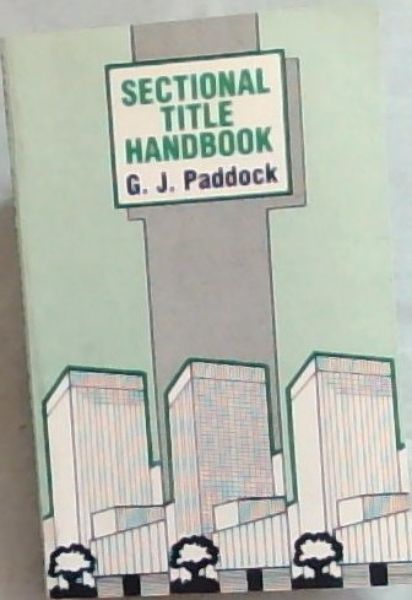 SECTIONAL
TITLE
HANDBOOK
G. J. Paddock